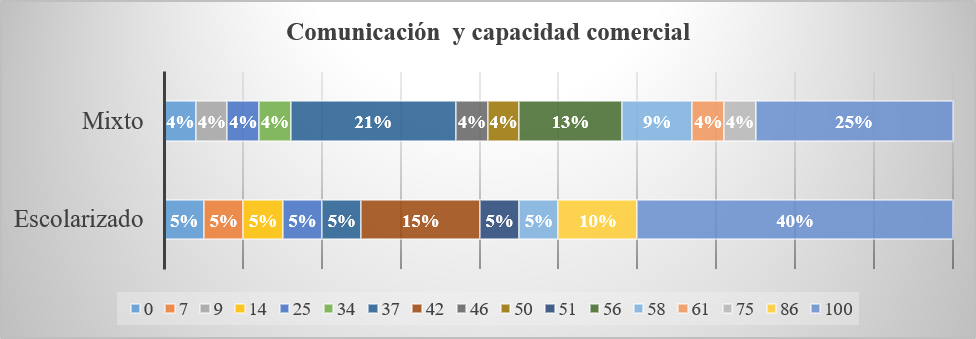 Comunicación y capacidad comercial
Mixto
4% 4% 4% 4% 21% 4% 4% 13% 9% 4% 4% 25%
Escolarizado
5% 5% 5% 5% 5% 15% 5% 5% 10% 40%
0 7 9 14 25 34 37 42 46 50 51 56 58 61 75 86 100